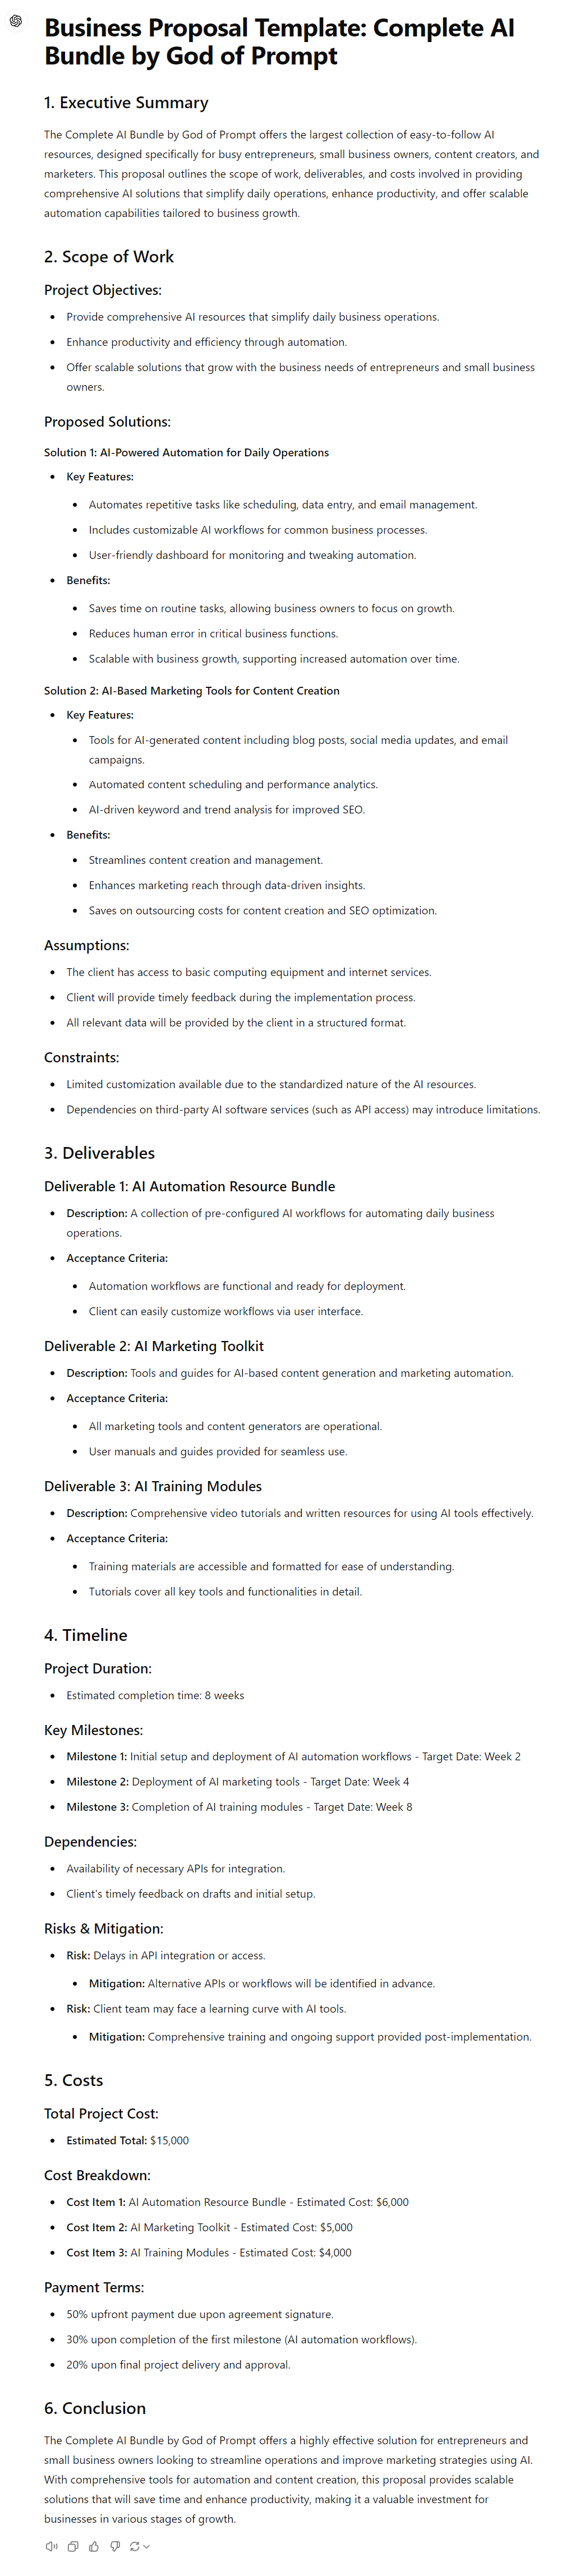 Business Proposal Template: Complete AI
Bundle by God of Prompt
1. Executive Summary
The Complete AI Bundle by God of Prompt offers the largest collection of easy-to-follow AI
resources, designed specifically for busy entrepreneurs, small business owners, content creators, and
marketers. This proposal outlines the scope of work, deliverables, and costs involved in providing
comprehensive AI solutions that simplify daily operations, enhance productivity, and offer scalable
automation capabilities tailored to business growth.
2. Scope of Work
Project Objectives:
• Provide comprehensive AI resources that simplify daily business operations.
• Enhance productivity and efficiency through automation.
• Offer scalable solutions that grow with the business needs of entrepreneurs and small business
owners.
Proposed Solutions:
Solution 1: AI-Powered Automation for Daily Operations
• Key Features:
• Automates repetitive tasks like scheduling, data entry, and email management.
• Includes customizable AI workflows for common business processes.
• User-friendly dashboard for monitoring and tweaking automation.
• Benefits:
• Saves time on routine tasks, allowing business owners to focus on growth.
• Reduces human error in critical business functions.
• Scalable with business growth, supporting increased automation over time.
Solution 2: AI-Based Marketing Tools for Content Creation
• Key Features:
• Tools for AI-generated content including blog posts, social media updates, and email
campaigns.
• Automated content scheduling and performance analytics.
• AI-driven keyword and trend analysis for improved SEO.
• Benefits:
• Streamlines content creation and management.
• Enhances marketing reach through data-driven insights.
• Saves on outsourcing costs for content creation and SEO optimization.
Assumptions:
• The client has access to basic computing equipment and internet services.
• Client will provide timely feedback during the implementation process.
• All relevant data will be provided by the client in a structured format.
Constraints:
• Limited customization available due to the standardized nature of the AI resources.
• Dependencies on third-party AI software services (such as API access) may introduce limitations.
3. Deliverables
Deliverable 1: AI Automation Resource Bundle
• Description: A collection of pre-configured AI workflows for automating daily business
operations.
• Acceptance Criteria:
• Automation workflows are functional and ready for deployment.
• Client can easily customize workflows via user interface.
Deliverable 2: AI Marketing Toolkit
• Description: Tools and guides for AI-based content generation and marketing automation.
• Acceptance Criteria:
• All marketing tools and content generators are operational.
• User manuals and guides provided for seamless use.
Deliverable 3: AI Training Modules
• Description: Comprehensive video tutorials and written resources for using AI tools effectively.
• Acceptance Criteria:
• Training materials are accessible and formatted for ease of understanding.
• Tutorials cover all key tools and functionalities in detail.
4. Timeline
Project Duration:
• Estimated completion time: 8 weeks
Key Milestones:
• Milestone 1: Initial setup and deployment of AI automation workflows - Target Date: Week 2
• Milestone 2: Deployment of AI marketing tools - Target Date: Week 4
• Milestone 3: Completion of AI training modules - Target Date: Week 8
Dependencies:
• Availability of necessary APIs for integration.
• Client's timely feedback on drafts and initial setup.
Risks & Mitigation:
• Risk: Delays in API integration or access.
• Mitigation: Alternative APIs or workflows will be identified in advance.
• Risk: Client team may face a learning curve with AI tools.
• Mitigation: Comprehensive training and ongoing support provided post-implementation.
5. Costs
Total Project Cost:
• Estimated Total: $15,000
Cost Breakdown:
• Cost Item 1: AI Automation Resource Bundle - Estimated Cost: $6,000
• Cost Item 2: AI Marketing Toolkit - Estimated Cost: $5,000
• Cost Item 3: AI Training Modules - Estimated Cost: $4,000
Payment Terms:
• 50% upfront payment due upon agreement signature.
• 30% upon completion of the first milestone (AI automation workflows).
• 20% upon final project delivery and approval.
6. Conclusion
The Complete AI Bundle by God of Prompt offers a highly effective solution for entrepreneurs and
small business owners looking to streamline operations and improve marketing strategies using AI.
With comprehensive tools for automation and content creation, this proposal provides scalable
solutions that will save time and enhance productivity, making it a valuable investment for
businesses in various stages of growth.